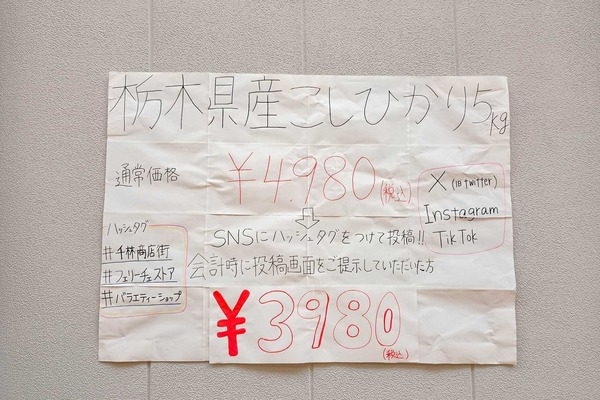 栃木県産こしひかり5kg
通常価格
¥4.980(税込)
X(旧twitter)
Instagram
TikTok
SNSにハッシュタグをつけて投稿!!
ハッシュタグ
#千林商店街
#フェリーチェストア
#バラエティーショップ
会計時に投稿画面をご提示していただいた方
¥3980(税込)